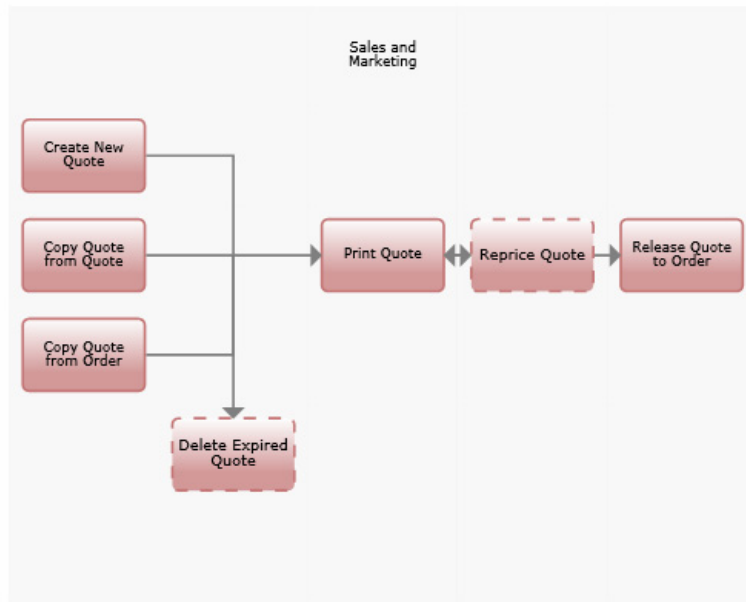 Sales and
Marketing
Create New
Quote
Copy Quote
from Quote
Print Quote
Reprice Quote
Release Quote
to Order
Copy Quote
from Order
Delete Expired
Quote